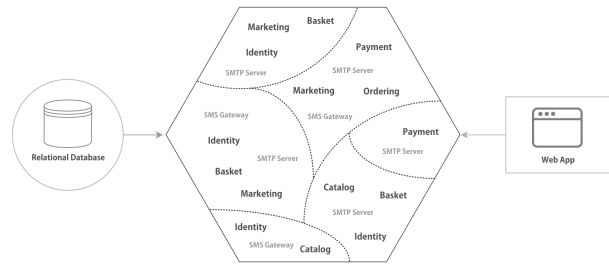 Marketing
Basket
Identity
SMTP Server
Payment
SMTP Server
Marketing
Ordering
SMS Gateway
SMS Gateway
Identity
SMTP Server
Basket
Marketing
Payment
SMTP Server
Catalog
Basket
SMTP Server
Identity
Identity
SMS Gateway
Catalog
Relational Database
Web App